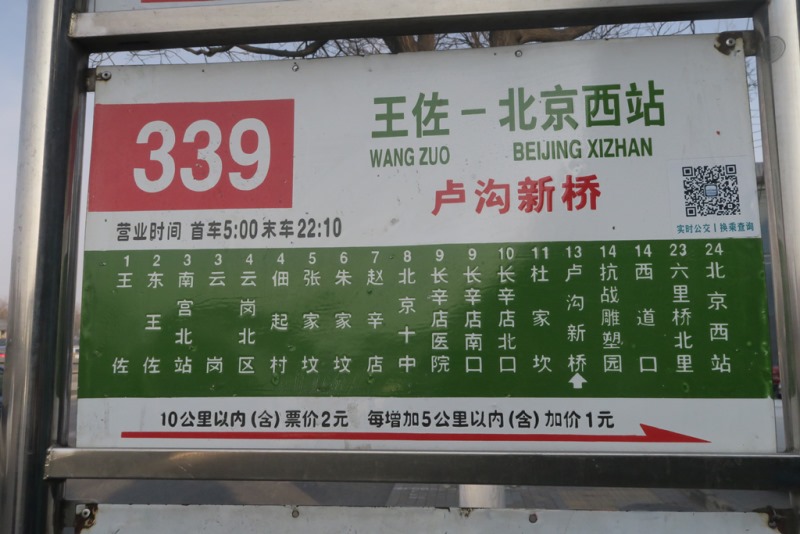 339
王佐－北京西站
WANG ZUO BEIJING XIZHAN
卢沟新桥
营业时间 首车5:00 末车22:10
实时公交|换乘查询
1 王佐
2 东王佐
3 南宫北站
3 云岗
4 云岗北区
4 佃起村
5 张家坟
6 朱家坟
7 赵辛店
8 北京十中
9 长辛店医院
9 长辛店南口
10 长辛店北口
11 杜家坎
13 卢沟新桥
14 抗战雕塑园
14 西道口
23 六里桥北里
24 北京西站
10公里以内(含)票价2元 每增加5公里以内(含)加价1元